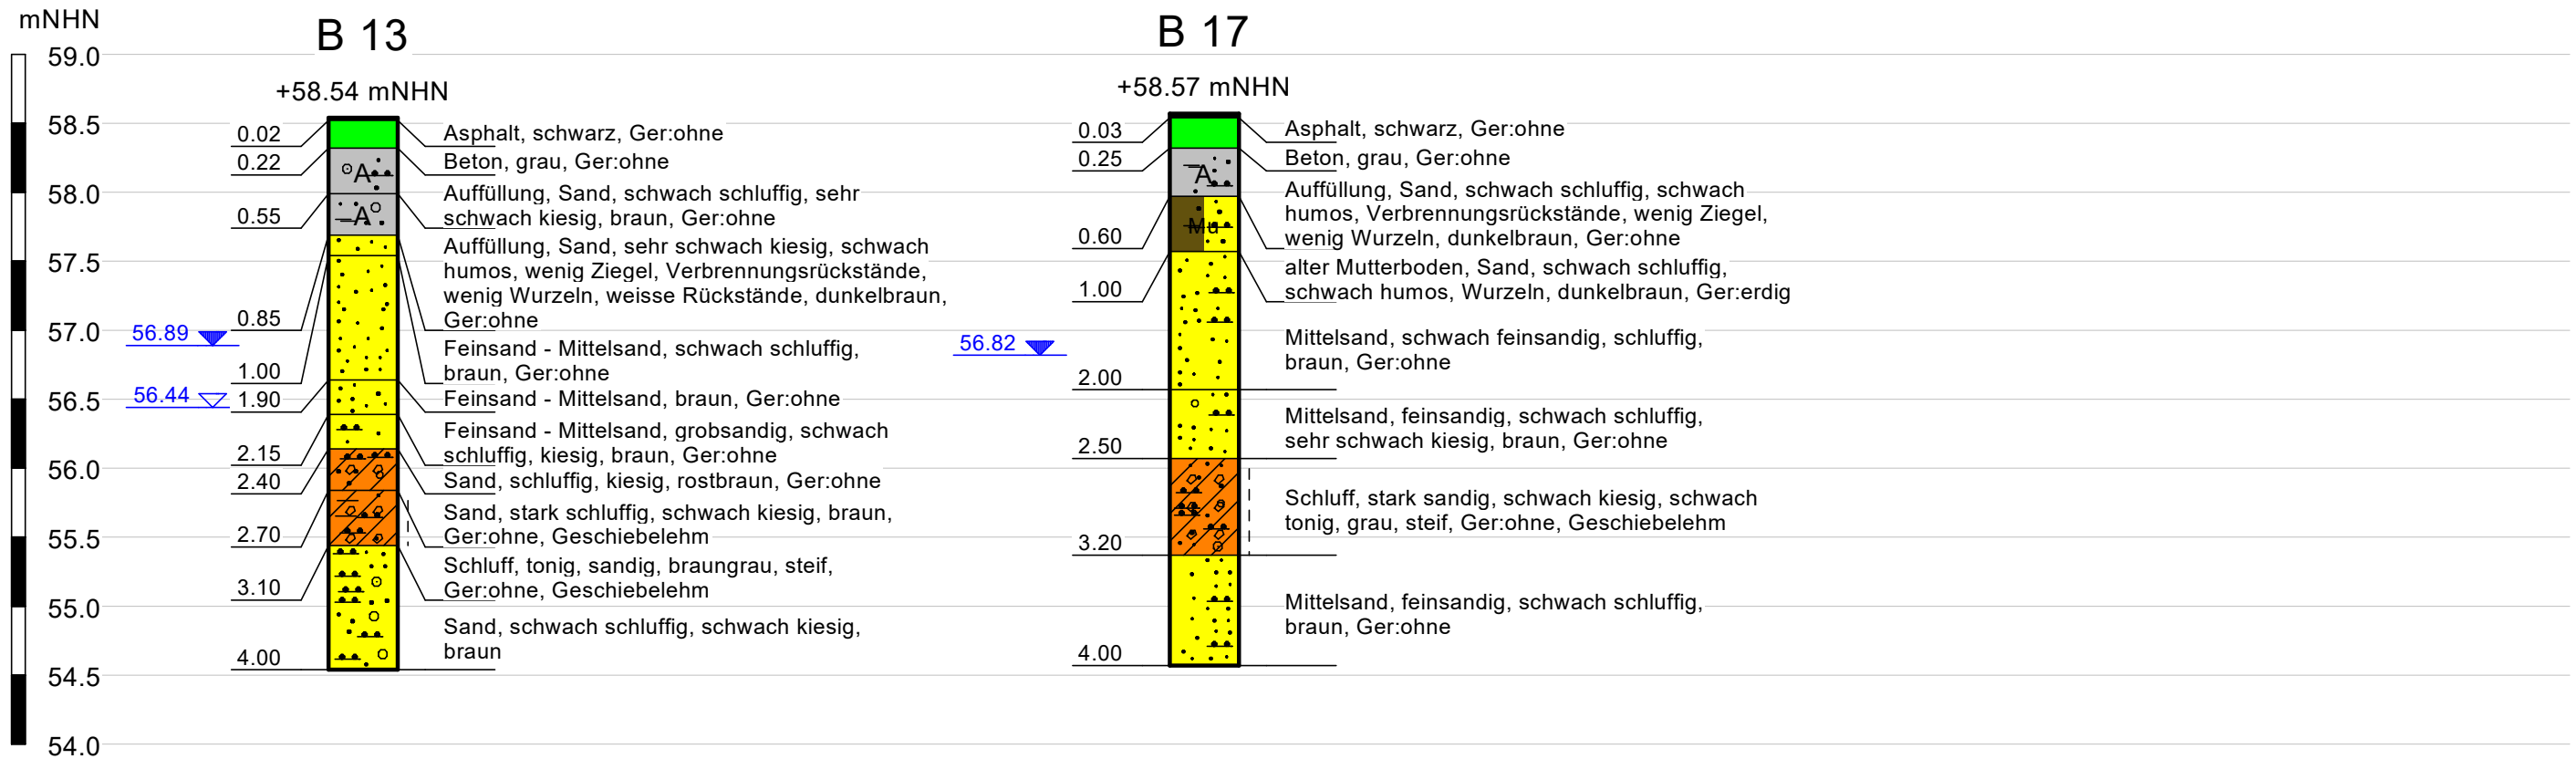 mNHN
59.0
58.5
58.0
57.5
57.0
56.5
56.0
55.5
55.0
54.5
54.0
B 13
+58.54 mNHN
0.02
0.22
0.55
0.85
1.00
1.90
2.15
2.40
2.70
3.10
4.00
56.89
56.44
A
A
Asphalt, schwarz, Ger:ohne
Beton, grau, Ger:ohne
Auffüllung, Sand, schwach schluffig, sehr
schwach kiesig, braun, Ger:ohne
Auffüllung, Sand, sehr schwach kiesig, schwach
humos, wenig Ziegel, Verbrennungsrückstände,
wenig Wurzeln, weisse Rückstände, dunkelbraun,
Ger:ohne
Feinsand - Mittelsand, schwach schluffig,
braun, Ger:ohne
Feinsand - Mittelsand, braun, Ger:ohne
Feinsand - Mittelsand, grobsandig, schwach
schluffig, kiesig, braun, Ger:ohne
Sand, schluffig, kiesig, rostbraun, Ger:ohne
Sand, stark schluffig, schwach kiesig, braun,
Ger:ohne, Geschiebelehm
Schluff, tonig, sandig, braungrau, steif,
Ger:ohne, Geschiebelehm
Sand, schwach schluffig, schwach kiesig,
braun
B 17
+58.57 mNHN
0.03
0.25
0.60
1.00
2.00
2.50
3.20
4.00
56.82
A
Mu
Asphalt, schwarz, Ger:ohne
Beton, grau, Ger:ohne
Auffüllung, Sand, schwach schluffig, schwach
humos, Verbrennungsrückstände, wenig Ziegel,
wenig Wurzeln, dunkelbraun, Ger:ohne
alter Mutterboden, Sand, schwach schluffig,
schwach humos, Wurzeln, dunkelbraun, Ger:erdig
Mittelsand, schwach feinsandig, schluffig,
braun, Ger:ohne
Mittelsand, feinsandig, schwach schluffig,
sehr schwach kiesig, braun, Ger:ohne
Schluff, stark sandig, schwach kiesig, schwach
tonig, grau, steif, Ger:ohne, Geschiebelehm
Mittelsand, feinsandig, schwach schluffig,
braun, Ger:ohne